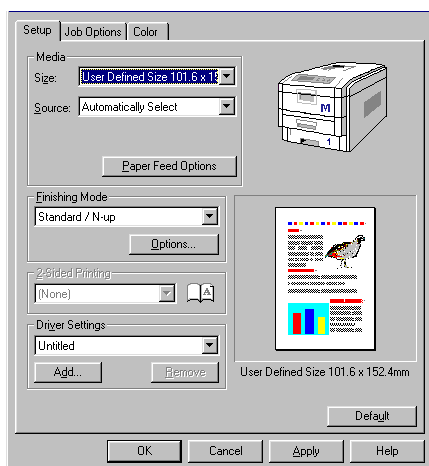 Setup
Job Options
Color
Media
Size:
User Defined Size 101.6 x 15
Source:
Automatically Select
Paper Feed Options
M
1
Finishing Mode
Standard / N-up
Options...
2-Sided Printing
(None)
A
Driver Settings
Untitled
Add...
Remove
User Defined Size 101.6 x 152.4mm
Default
OK
Cancel
Apply
Help